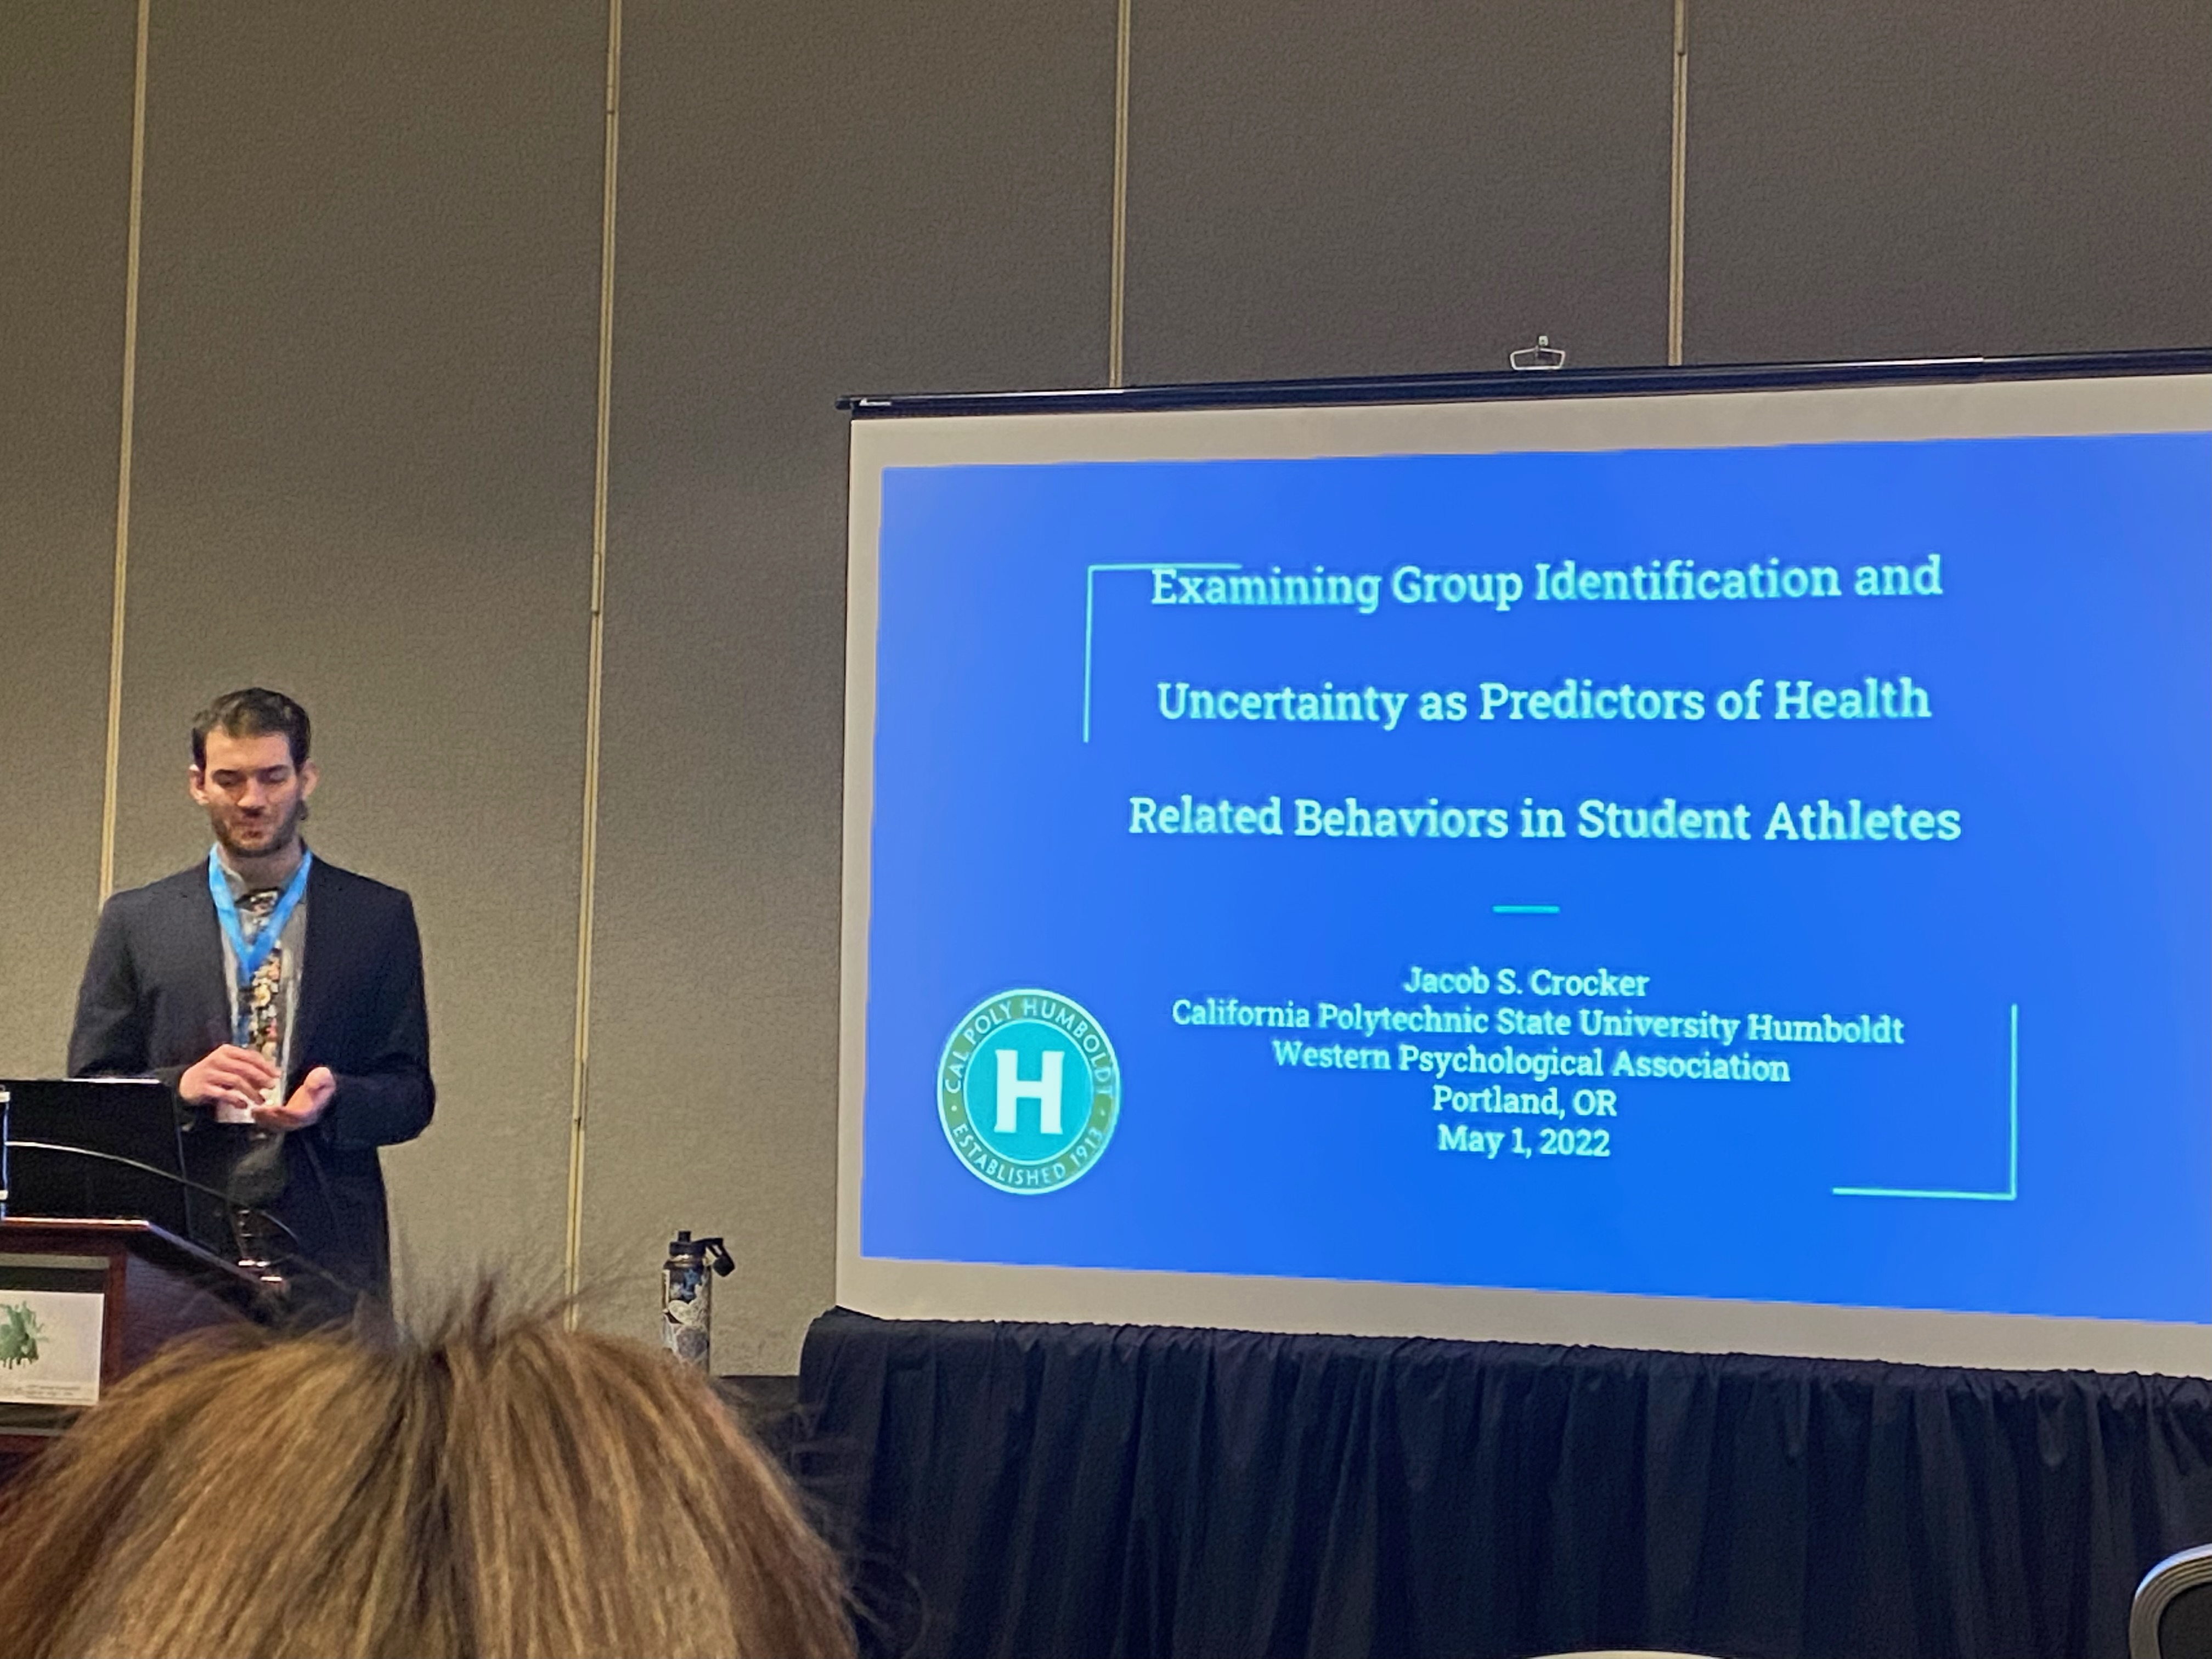 Examining Group Identification and
Uncertainty as Predictors of Health
Related Behaviors in Student Athletes
Jacob S. Crocker
California Polytechnic State University Humboldt
Western Psychological Association
Portland, OR
May 1, 2022
CAL POLY HUMBOLDT
H
ESTABLISHED 1913